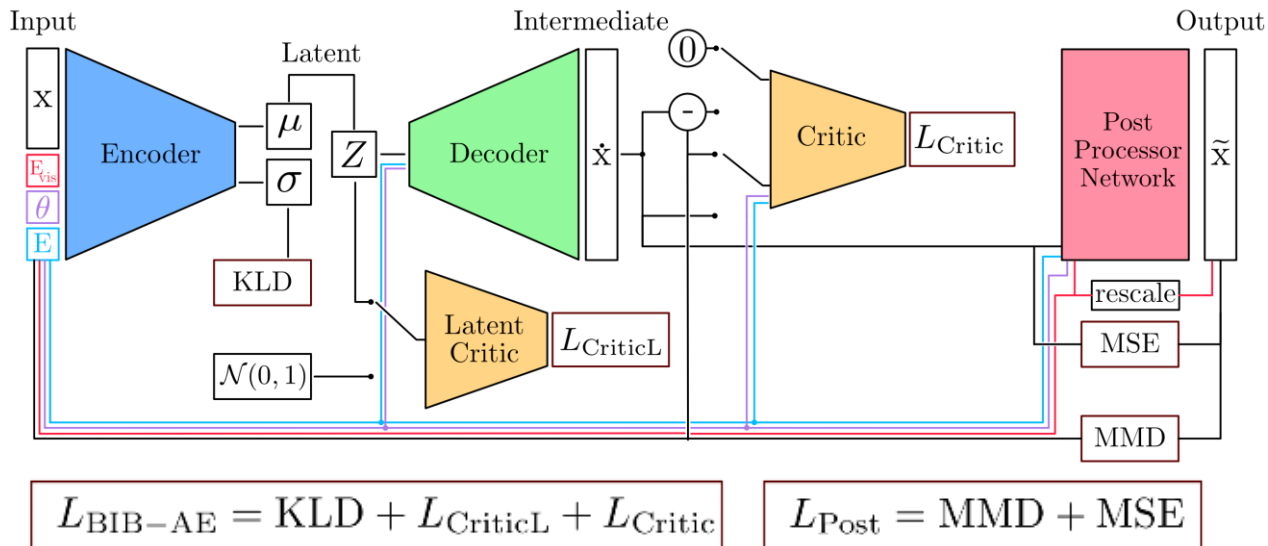 Input
Latent
Intermediate
Output
x
E_vis
θ
E
Encoder
μ
σ
KLD
Z
Decoder
ẋ
0
-
Critic
L_Critic
Post
Processor
Network
x̃
rescale
MSE
MMD
Latent
Critic
L_CriticL
𝒩(0, 1)
L_BIB−AE = KLD + L_CriticL + L_Critic
L_Post = MMD + MSE